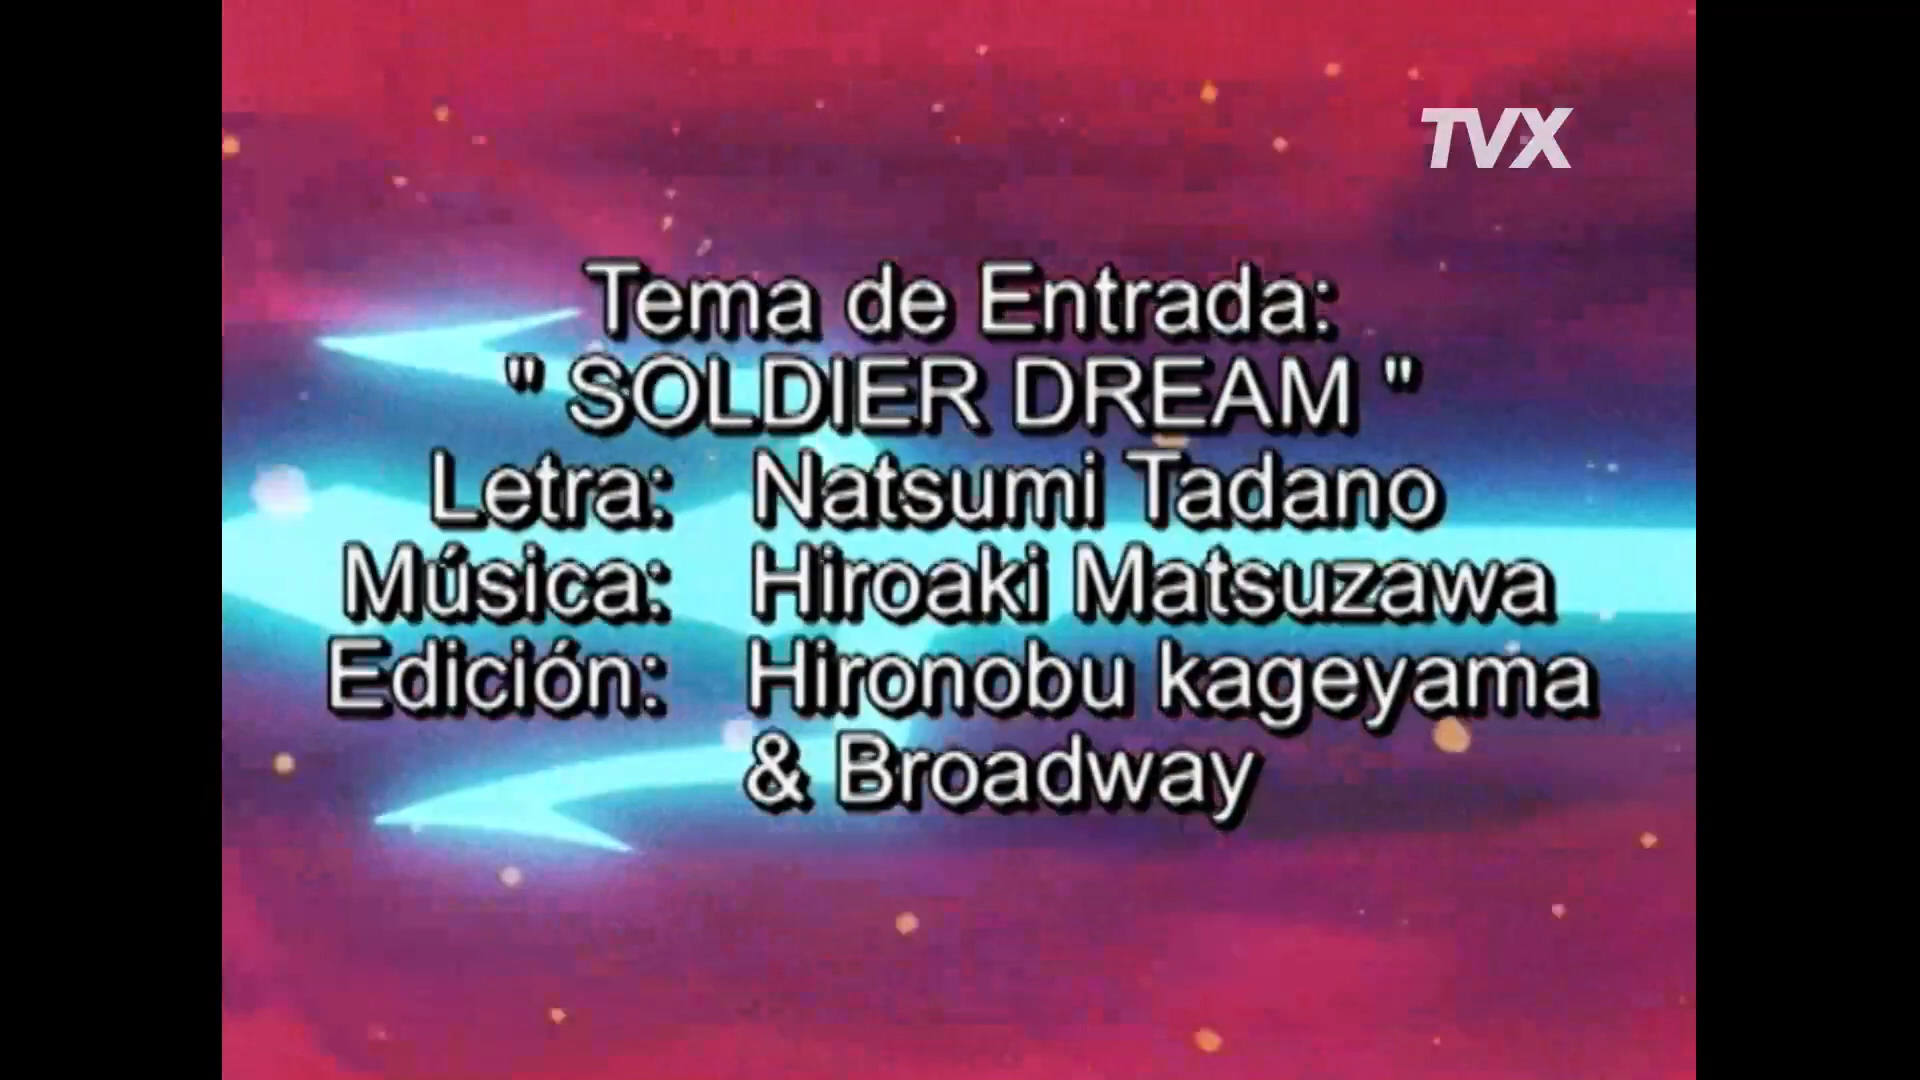 TVX
Tema de Entrada:
" SOLDIER DREAM "
Letra: Natsumi Tadano
Música: Hiroaki Matsuzawa
Edición: Hironobu kageyama
& Broadway